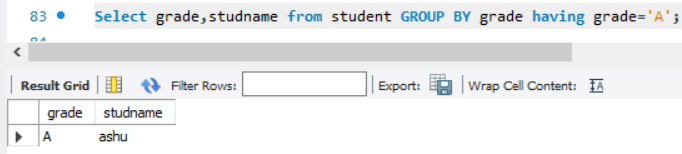 83 Select grade,studname from student GROUP BY grade having grade='A';
Result Grid Filter Rows: Export: Wrap Cell Content: IA
grade studname
A ashu